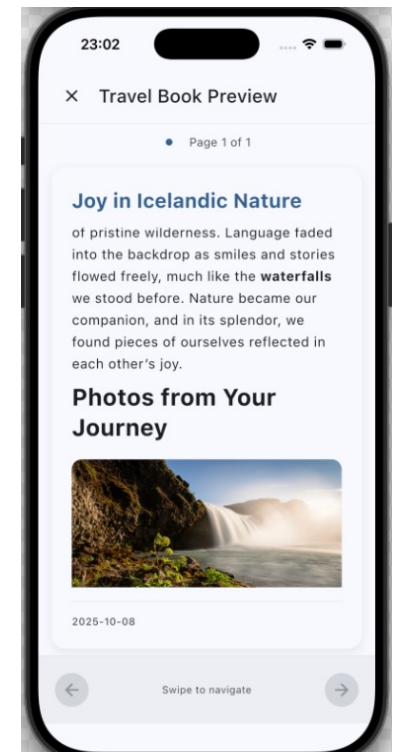 23:02
Travel Book Preview
Page 1 of 1
Joy in Icelandic Nature
of pristine wilderness. Language faded
into the backdrop as smiles and stories
flowed freely, much like the waterfalls
we stood before. Nature became our
companion, and in its splendor, we
found pieces of ourselves reflected in
each other's joy.
Photos from Your
Journey
2025-10-08
Swipe to navigate